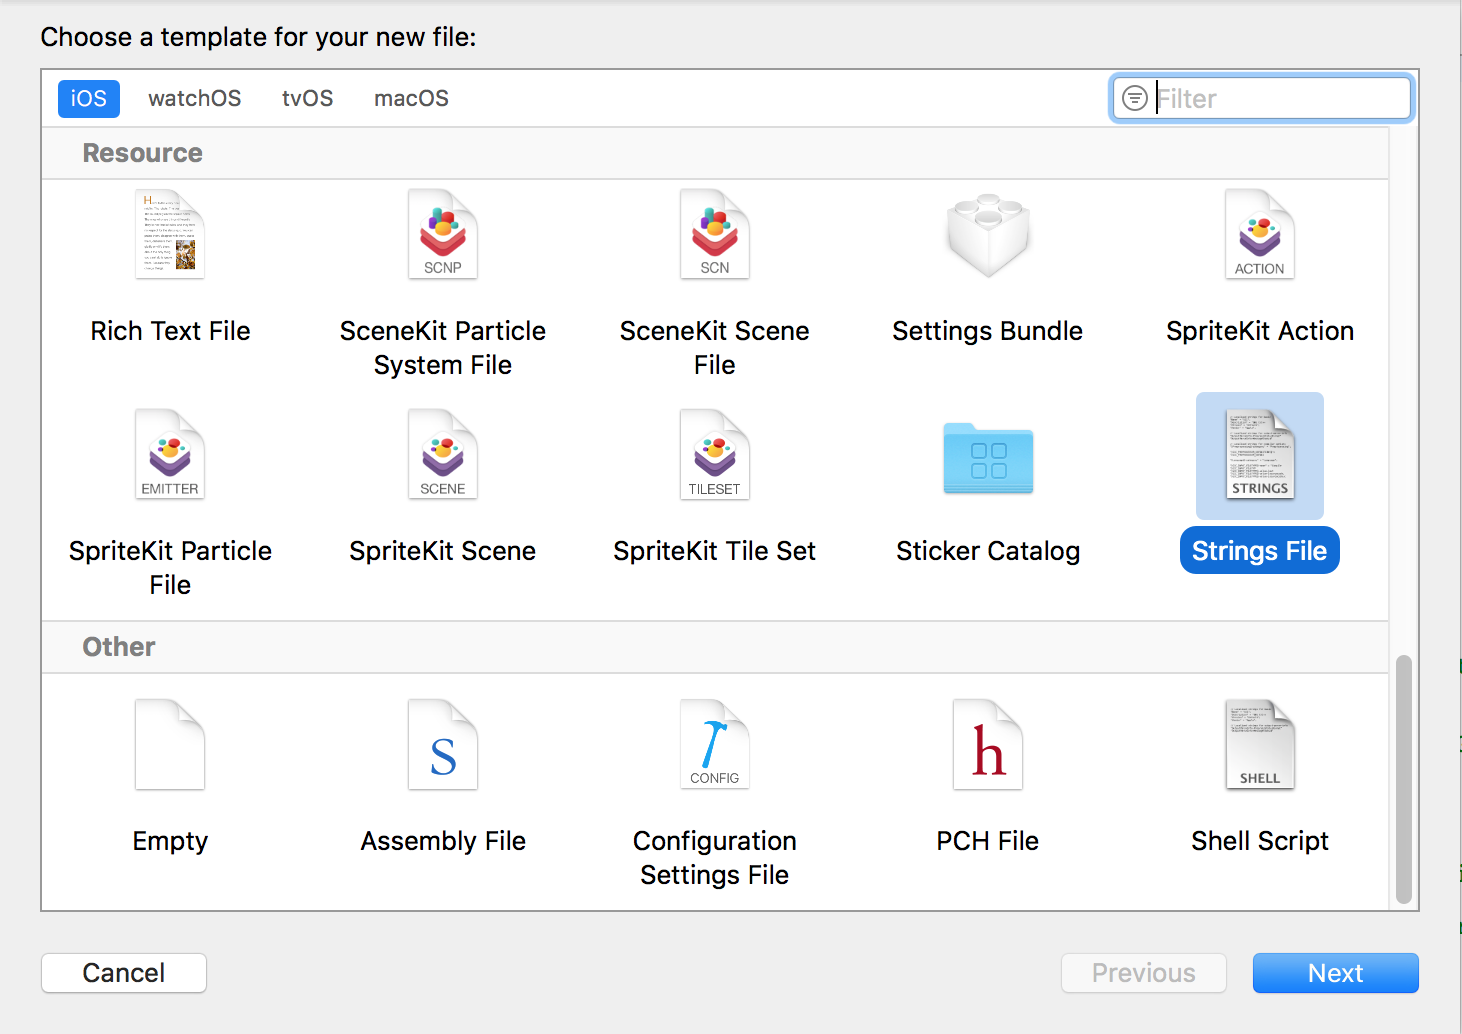 Choose a template for your new file:
iOS watchOS tvOS macOS Filter
Resource
SCNP SCN ACTION
Rich Text File SceneKit Particle SceneKit Scene Settings Bundle SpriteKit Action
System File File
EMITTER SCENE TILESET STRINGS
SpriteKit Particle SpriteKit Scene SpriteKit Tile Set Sticker Catalog Strings File
File
Other
S CONFIG h SHELL
Empty Assembly File Configuration PCH File Shell Script
Settings File
Cancel Previous Next